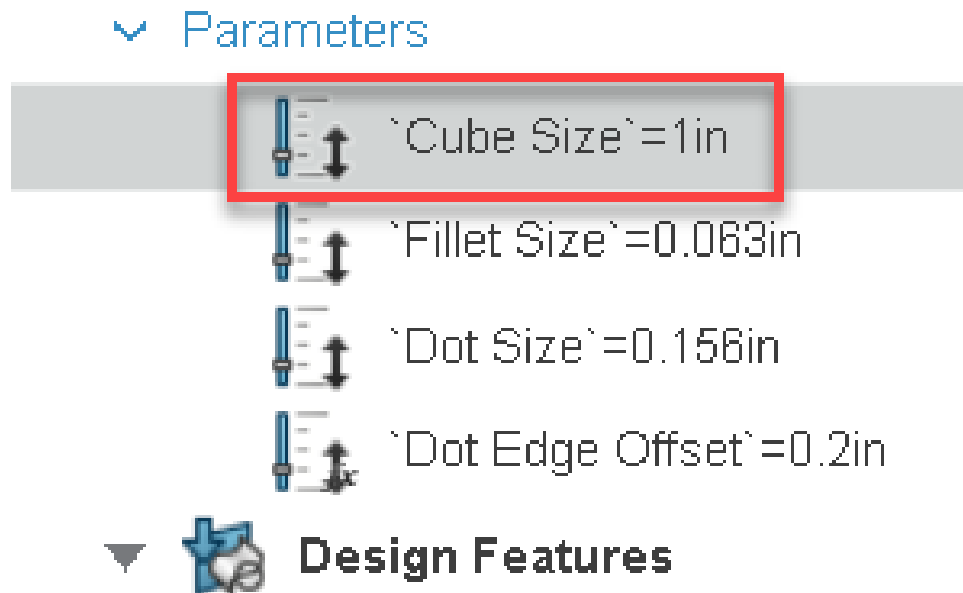 Parameters
`Cube Size`=1in
`Fillet Size`=0.063in
`Dot Size`=0.156in
`Dot Edge Offset`=0.2in
Design Features